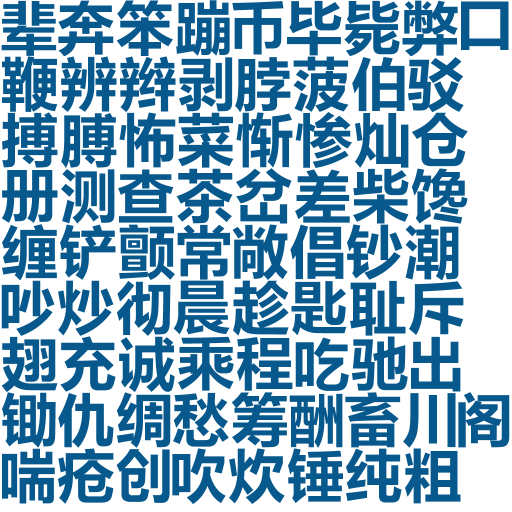 辈奔笨蹦币毕毙弊口
鞭辨辫剥脖菠伯驳
搏膊怖菜惭惨灿仓
册测查茶岔差柴馋
缠铲颤常敞倡钞潮
吵炒彻晨趁匙耻斥
翅充诚乘程吃驰出
锄仇绸愁筹酬畜川阁
喘疮创吹炊锤纯粗